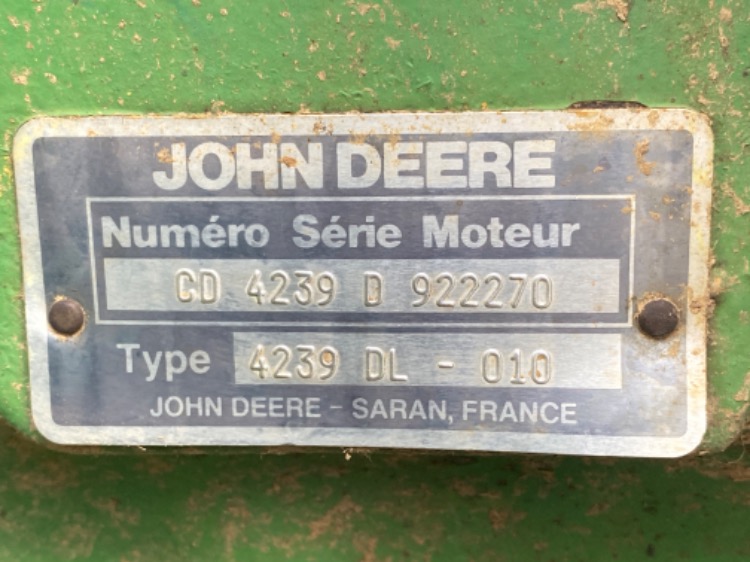 JOHN DEERE
Numéro Série Moteur
CD 4239 D 922270
Type 4239 DL - 010
JOHN DEERE - SARAN, FRANCE